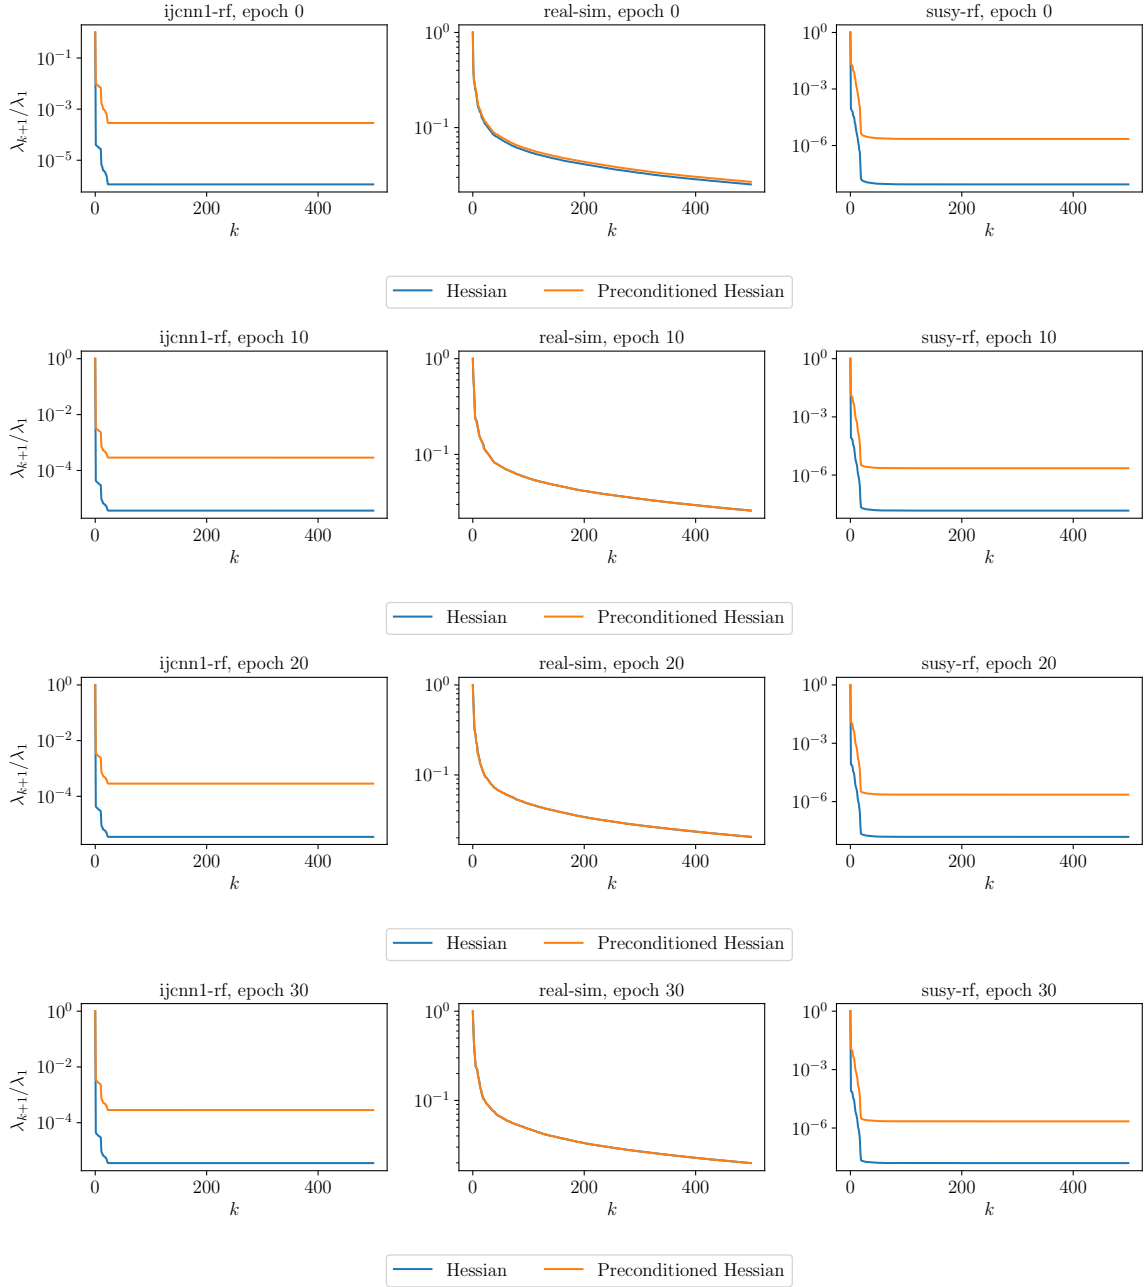 ijcnn1-rf, epoch 0
real-sim, epoch 0
susy-rf, epoch 0
λ_{k+1}/λ_1
10^{-1}
10^{-3}
10^{-5}
10^0
10^{-1}
10^0
10^{-3}
10^{-6}
0 200 400
0 200 400
0 200 400
k
k
k
Hessian Preconditioned Hessian
ijcnn1-rf, epoch 10
real-sim, epoch 10
susy-rf, epoch 10
λ_{k+1}/λ_1
10^0
10^{-2}
10^{-4}
10^0
10^{-1}
10^0
10^{-3}
10^{-6}
0 200 400
0 200 400
0 200 400
k
k
k
Hessian Preconditioned Hessian
ijcnn1-rf, epoch 20
real-sim, epoch 20
susy-rf, epoch 20
λ_{k+1}/λ_1
10^0
10^{-2}
10^{-4}
10^0
10^{-1}
10^0
10^{-3}
10^{-6}
0 200 400
0 200 400
0 200 400
k
k
k
Hessian Preconditioned Hessian
ijcnn1-rf, epoch 30
real-sim, epoch 30
susy-rf, epoch 30
λ_{k+1}/λ_1
10^0
10^{-2}
10^{-4}
10^0
10^{-1}
10^0
10^{-3}
10^{-6}
0 200 400
0 200 400
0 200 400
k
k
k
Hessian Preconditioned Hessian